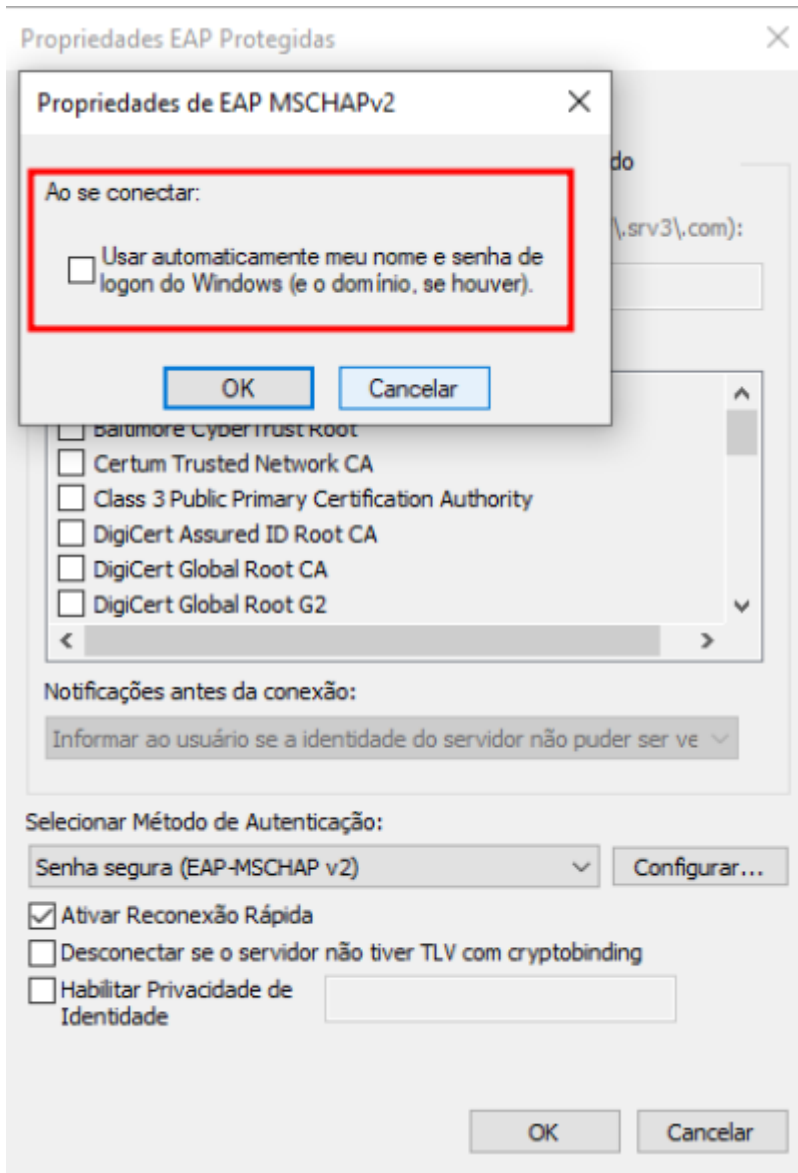 Propriedades EAP Protegidas
Propriedades de EAP MSCHAPv2
do
Ao se conectar:
\.srv3\.com):
Usar automaticamente meu nome e senha de
logon do Windows (e o domínio, se houver).
OK
Cancelar
Baltimore CyberTrust Root
Certum Trusted Network CA
Class 3 Public Primary Certification Authority
DigiCert Assured ID Root CA
DigiCert Global Root CA
DigiCert Global Root G2
Notificações antes da conexão:
Informar ao usuário se a identidade do servidor não puder ser ve
Selecionar Método de Autenticação:
Senha segura (EAP-MSCHAP v2)
Configurar...
Ativar Reconexão Rápida
Desconectar se o servidor não tiver TLV com cryptobinding
Habilitar Privacidade de
Identidade
OK
Cancelar